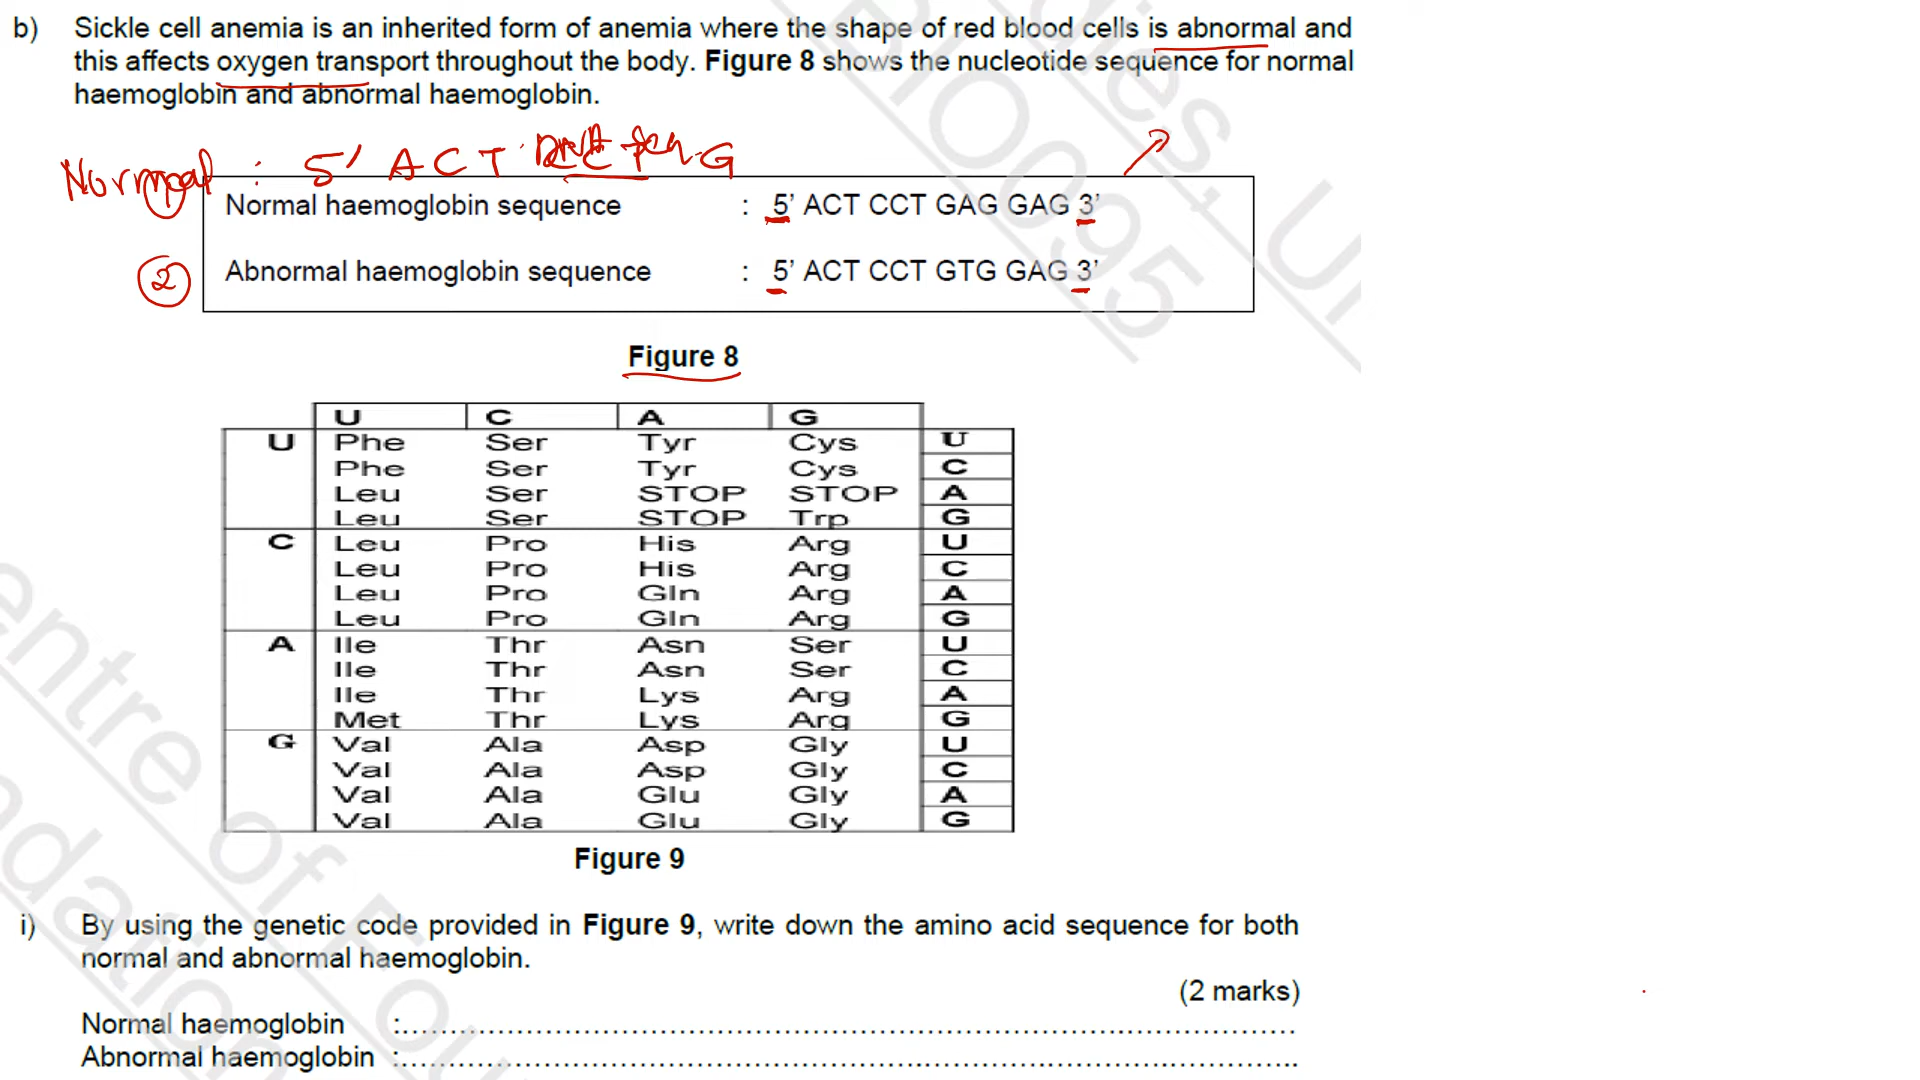 b) Sickle cell anemia is an inherited form of anemia where the shape of red blood cells is abnormal and
this affects oxygen transport throughout the body. Figure 8 shows the nucleotide sequence for normal
haemoglobin and abnormal haemoglobin.
Normal : 5' ACT G
Normal haemoglobin sequence : 5' ACT CCT GAG GAG 3'
2 Abnormal haemoglobin sequence : 5' ACT CCT GTG GAG 3'
Figure 8
U C A G
U Phe Ser Tyr Cys U
Phe Ser Tyr Cys C
Leu Ser STOP STOP A
Leu Ser STOP Trp G
C Leu Pro His Arg U
Leu Pro His Arg C
Leu Pro Gln Arg A
Leu Pro Gln Arg G
A Ile Thr Asn Ser U
Ile Thr Asn Ser C
Ile Thr Lys Arg A
Met Thr Lys Arg G
G Val Ala Asp Gly U
Val Ala Asp Gly C
Val Ala Glu Gly A
Val Ala Glu Gly G
Figure 9
i) By using the genetic code provided in Figure 9, write down the amino acid sequence for both
normal and abnormal haemoglobin.
(2 marks)
Normal haemoglobin :
Abnormal haemoglobin :
BIO095